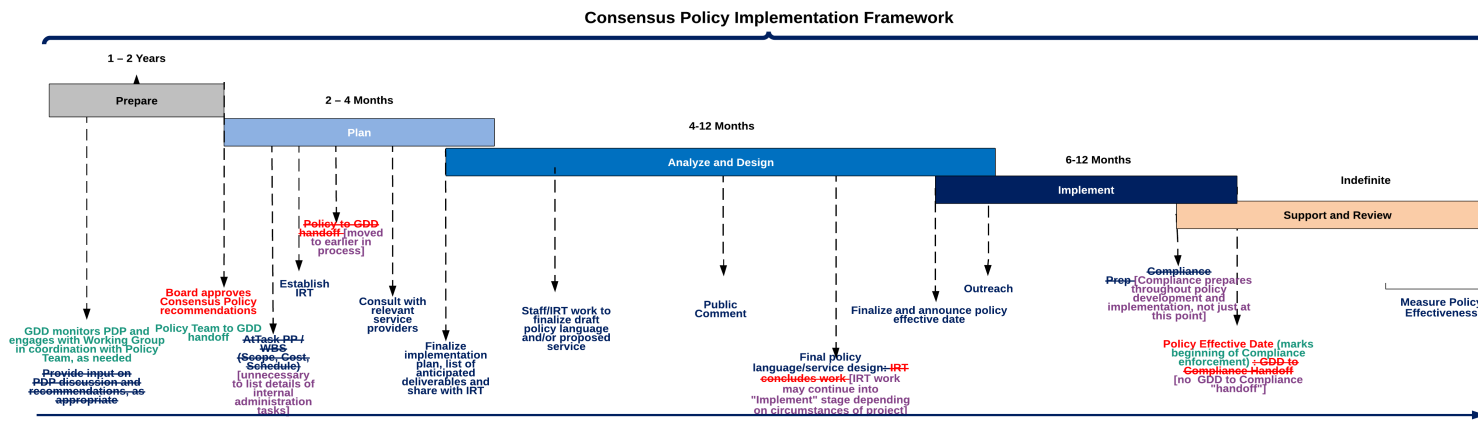 Consensus Policy Implementation Framework
1 – 2 Years
Prepare
2 – 4 Months
Plan
4-12 Months
Analyze and Design
6-12 Months
Implement
Indefinite
Support and Review
GDD monitors PDP and
engages with Working Group
in coordination with Policy
Team, as needed
Provide input on
PDP discussion and
recommendations, as
appropriate
Board approves
Consensus Policy
recommendations
Policy Team to GDD
handoff
AtTask PP /
WBS
(Scope, Cost,
Schedule)
[unnecessary
to list details of
internal
administration
tasks]
Establish
IRT
Policy to GDD
handoff [moved
to earlier in
process]
Consult with
relevant
service
providers
Finalize
implementation
plan, list of
anticipated
deliverables and
share with IRT
Staff/IRT work to
finalize draft
policy language
and/or proposed
service
Public
Comment
Final policy
language/service design: IRT
concludes work [IRT work
may continue into
"Implement" stage depending
on circumstances of project]
Finalize and announce policy
effective date
Outreach
Compliance
Prep [Compliance prepares
throughout policy
development and
implementation, not just at
this point]
Policy Effective Date (marks
beginning of Compliance
enforcement) : GDD to
Compliance Handoff
[no GDD to Compliance
"handoff"]
Measure Policy
Effectiveness